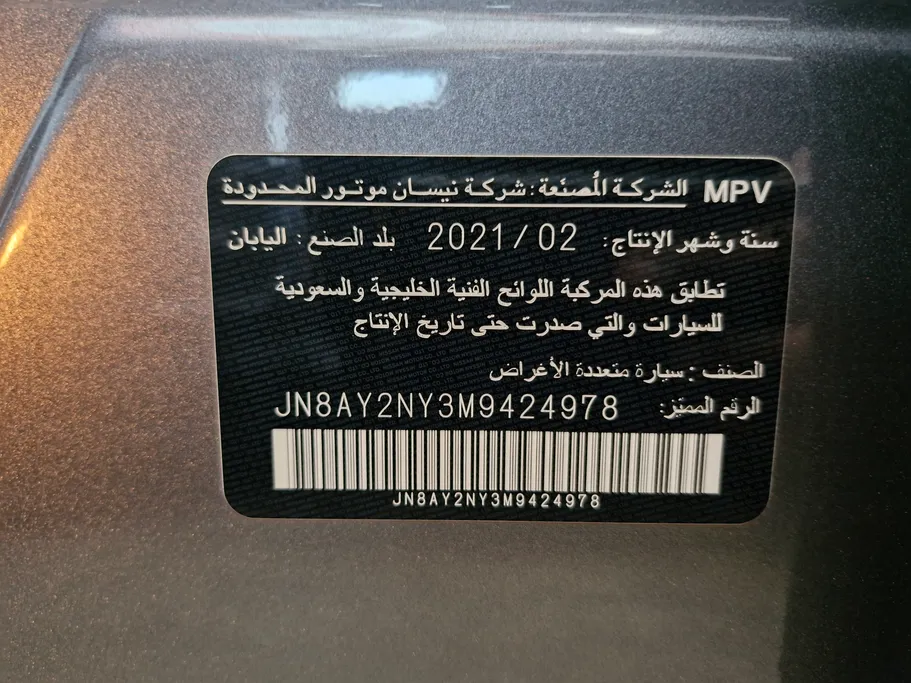 MPV الشركة المُصنّعة : شركة نيسان موتور المحدودة
سنة وشهر الإنتاج: 2021/02 بلد الصنع : اليابان
تطابق هذه المركبة اللوائح الفنية الخليجية والسعودية
للسيارات والتي صدرت حتى تاريخ الإنتاج
الصنف : سيارة متعددة الأغراض
الرقم المميّز: JN8AY2NY3M9424978
JN8AY2NY3M9424978